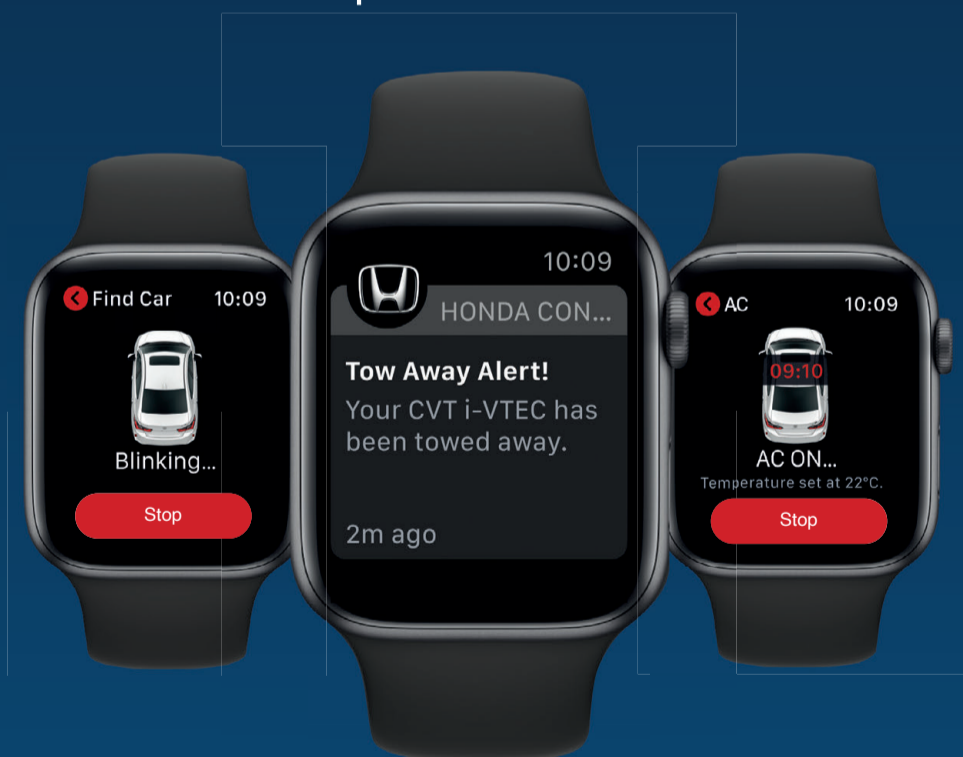 Find Car 10:09
Blinking...
Stop
10:09
HONDA CON...
Tow Away Alert!
Your CVT i-VTEC has
been towed away.
2m ago
AC 10:09
09:10
AC ON...
Temperature set at 22°C.
Stop